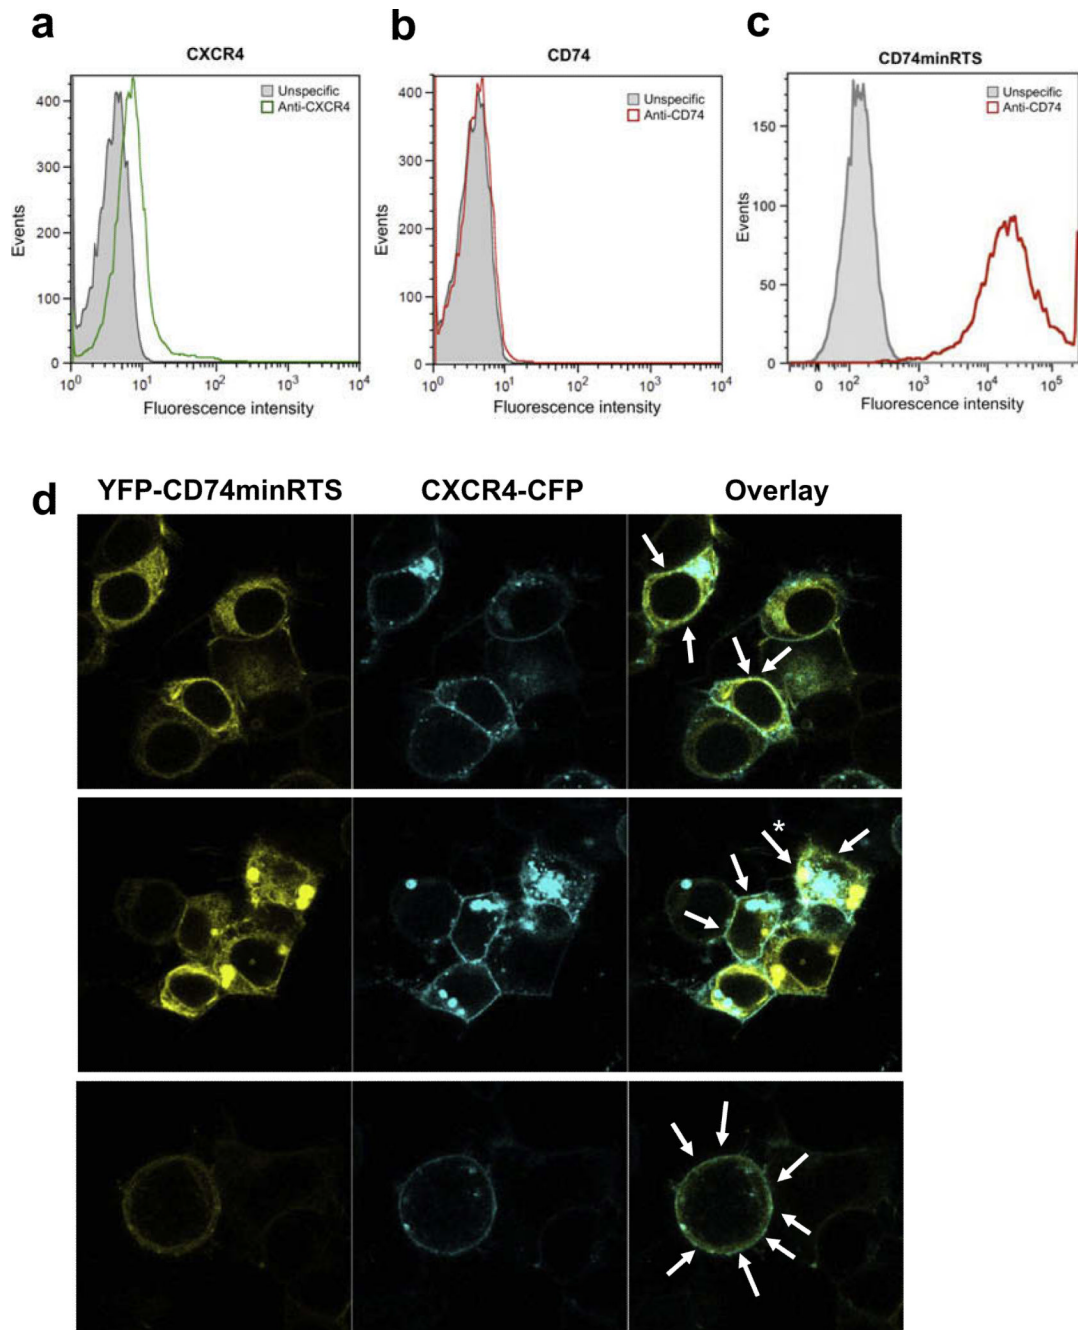 a
CXCR4
Unspecific
Anti-CXCR4
400
300
200
100
0
Events
10⁰ 10¹ 10² 10³ 10⁴
Fluorescence intensity
b
CD74
Unspecific
Anti-CD74
400
300
200
100
0
Events
10⁰ 10¹ 10² 10³ 10⁴
Fluorescence intensity
c
CD74minRTS
Unspecific
Anti-CD74
150
100
50
0
Events
0 10² 10³ 10⁴ 10⁵
Fluorescence intensity
d
YFP-CD74minRTS CXCR4-CFP Overlay
*